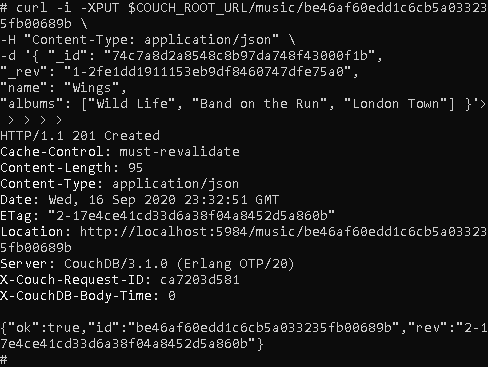 # curl -i -XPUT $COUCH_ROOT_URL/music/be46af60edd1c6cb5a03323
5fb00689b \
-H "Content-Type: application/json" \
-d '{ "_id": "74c7a8d2a8548c8b97da748f43000f1b",
"_rev": "1-2fe1dd1911153eb9df8460747dfe75a0",
"name": "Wings",
"albums": ["Wild Life", "Band on the Run", "London Town"] }'>
 > > > >
HTTP/1.1 201 Created
Cache-Control: must-revalidate
Content-Length: 95
Content-Type: application/json
Date: Wed, 16 Sep 2020 23:32:51 GMT
ETag: "2-17e4ce41cd33d6a38f04a8452d5a860b"
Location: http://localhost:5984/music/be46af60edd1c6cb5a03323
5fb00689b
Server: CouchDB/3.1.0 (Erlang OTP/20)
X-Couch-Request-ID: ca7203d581
X-CouchDB-Body-Time: 0

{"ok":true,"id":"be46af60edd1c6cb5a033235fb00689b","rev":"2-1
7e4ce41cd33d6a38f04a8452d5a860b"}
#